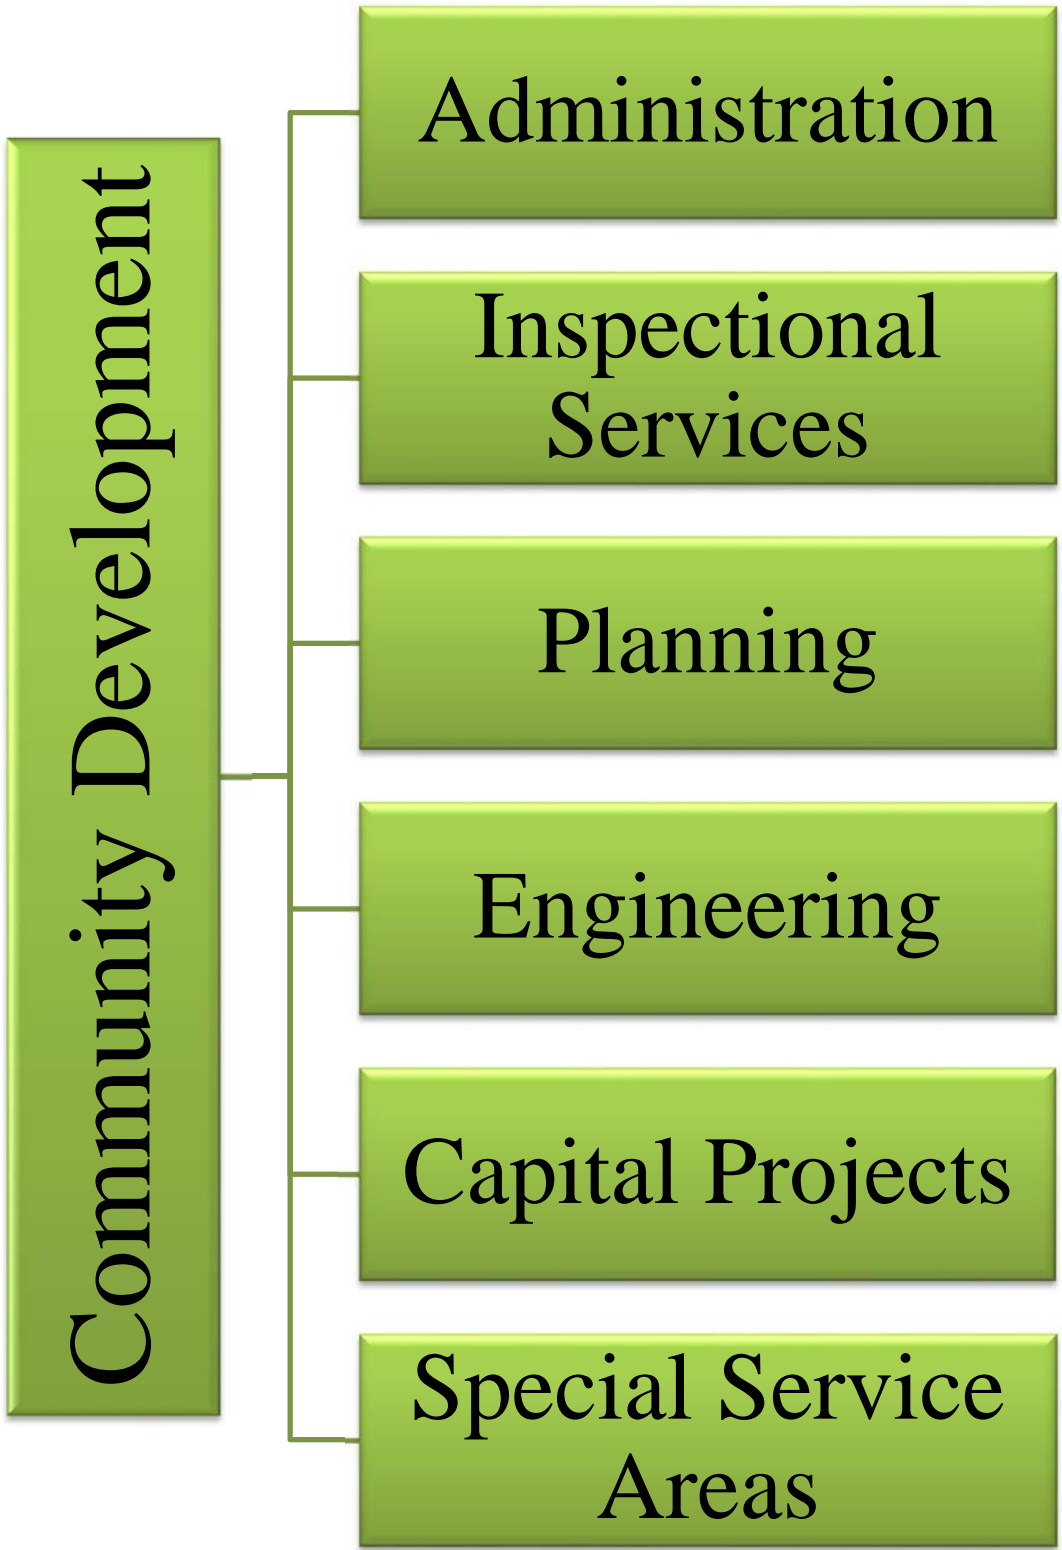 Community Development
Administration
Inspectional
Services
Planning
Engineering
Capital Projects
Special Service
Areas